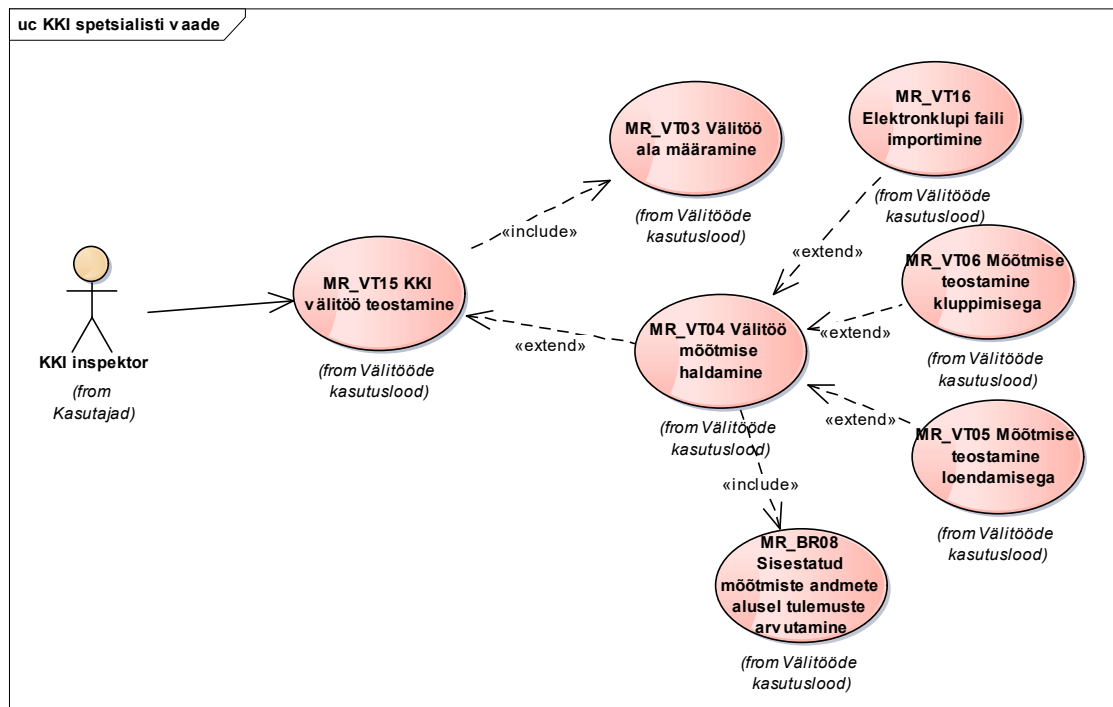 uc KKI spetsialisti vaade
MR_VT16
Elektronklupi faili
importimine
(from Välitööde
kasutuslood)
MR_VT03 Välitöö
ala määramine
(from Välitööde
kasutuslood)
«include»
«extend»
MR_VT06 Mõõtmise
teostamine
kluppimisega
(from Välitööde
kasutuslood)
«extend»
KKI inspektor
(from
Kasutajad)
MR_VT15 KKI
välitöö teostamine
(from Välitööde
kasutuslood)
«extend»
MR_VT04 Välitöö
mõõtmise
haldamine
(from Välitööde
kasutuslood)
«extend»
MR_VT05 Mõõtmise
teostamine
loendamisega
(from Välitööde
kasutuslood)
«include»
MR_BR08
Sisestatud
mõõtmiste andmete
alusel tulemuste
arvutamine
(from Välitööde
kasutuslood)